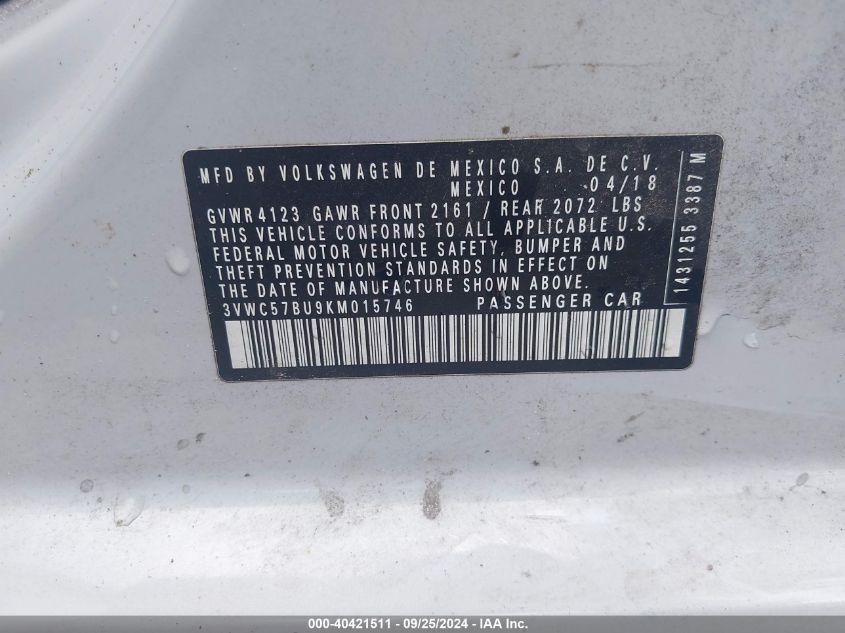 MFD BY VOLKSWAGEN DE MEXICO S.A. DE C.V.
MEXICO 04/18
GVWR 4123 GAWR FRONT 2161 / REAR 2072 LBS
THIS VEHICLE CONFORMS TO ALL APPLICABLE U.S.
FEDERAL MOTOR VEHICLE SAFETY, BUMPER AND
THEFT PREVENTION STANDARDS IN EFFECT ON
THE DATE OF MANUFACTURE SHOWN ABOVE.
3VWC57BU9KM015746 PASSENGER CAR
1431255 3387 M
000-40421511 - 09/25/2024 - IAA Inc.